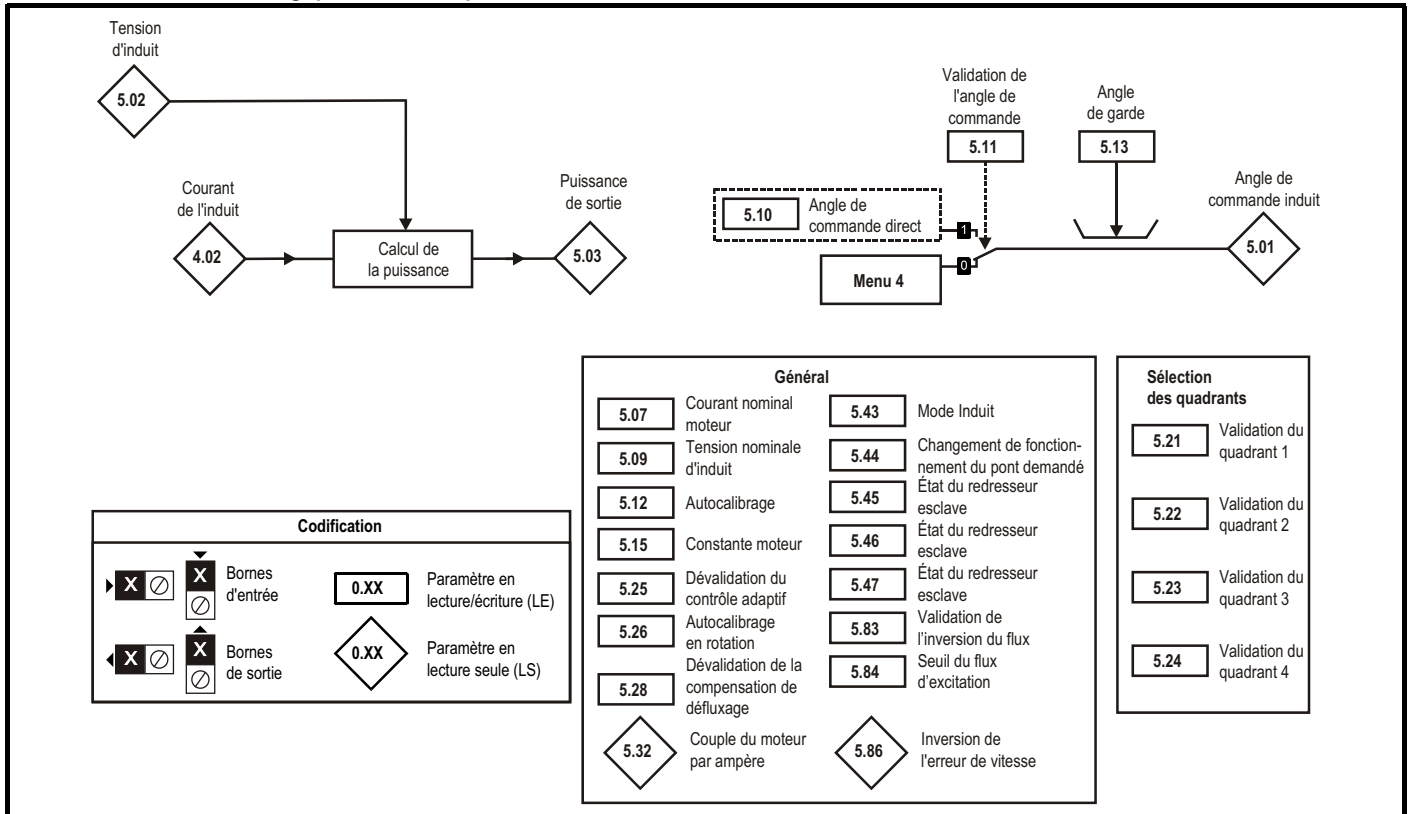 Tension
d'induit
5.02
Courant
de l'induit
4.02
Calcul de
la puissance
Puissance
de sortie
5.03
Validation de
l'angle de
commande
5.11
Angle
de garde
5.13
5.10
Angle de
commande direct
1
0
Menu 4
Angle de
commande induit
5.01
Codification
X
X
Bornes
d'entrée
0.XX
Paramètre en
lecture/écriture (LE)
X
X
Bornes
de sortie
0.XX
Paramètre en
lecture seule (LS)
Général
5.07
Courant nominal
moteur
5.09
Tension nominale
d'induit
5.12
Autocalibrage
5.15
Constante moteur
5.25
Dévalidation du
contrôle adaptif
5.26
Autocalibrage
en rotation
5.28
Dévalidation de la
compensation de
défluxage
5.32
Couple du moteur
par ampère
5.43
Mode Induit
5.44
Changement de fonction-
nement du pont demandé
5.45
État du redresseur
esclave
5.46
État du redresseur
esclave
5.47
État du redresseur
esclave
5.83
Validation de
l'inversion du flux
5.84
Seuil du flux
d'excitation
5.86
Inversion de
l'erreur de vitesse
Sélection
des quadrants
5.21
Validation du
quadrant 1
5.22
Validation du
quadrant 2
5.23
Validation du
quadrant 3
5.24
Validation du
quadrant 4